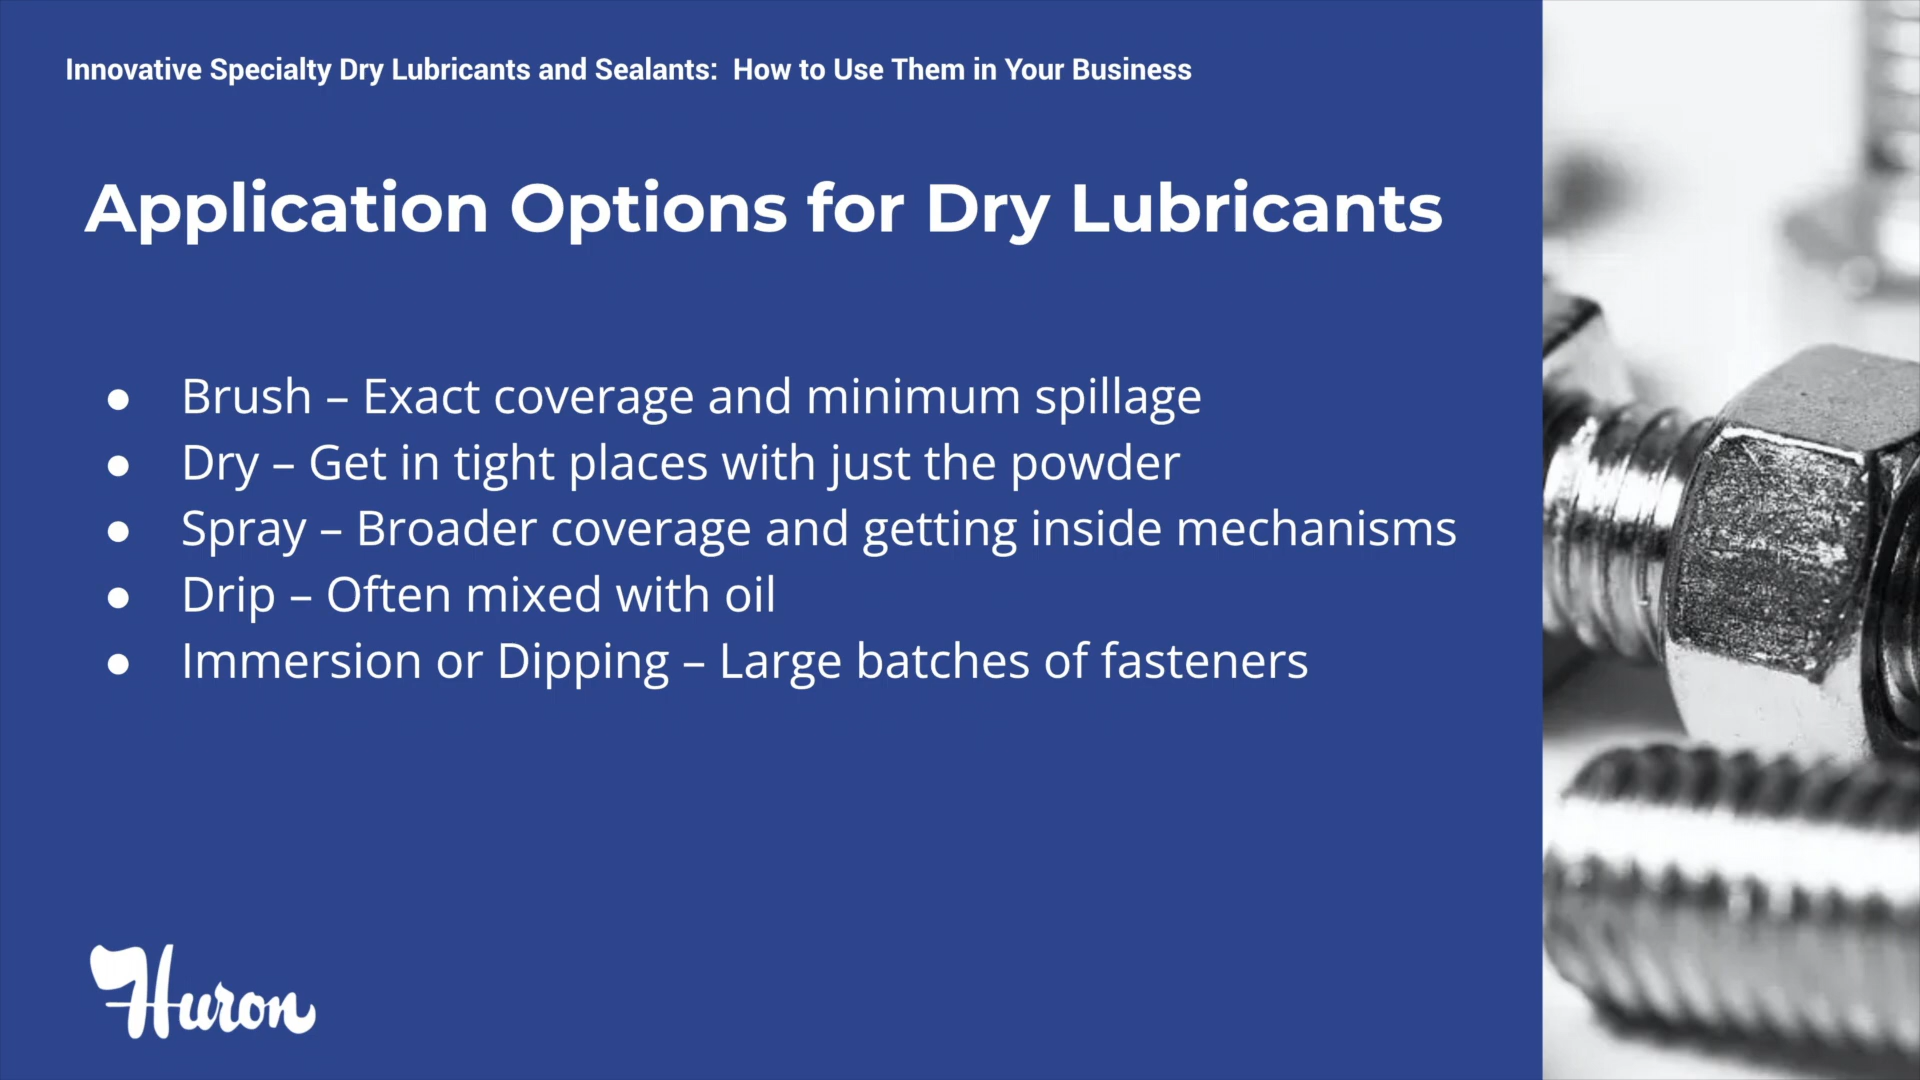 Innovative Specialty Dry Lubricants and Sealants:  How to Use Them in Your Business
Application Options for Dry Lubricants
● Brush – Exact coverage and minimum spillage
● Dry – Get in tight places with just the powder
● Spray – Broader coverage and getting inside mechanisms
● Drip – Often mixed with oil
● Immersion or Dipping – Large batches of fasteners
Huron